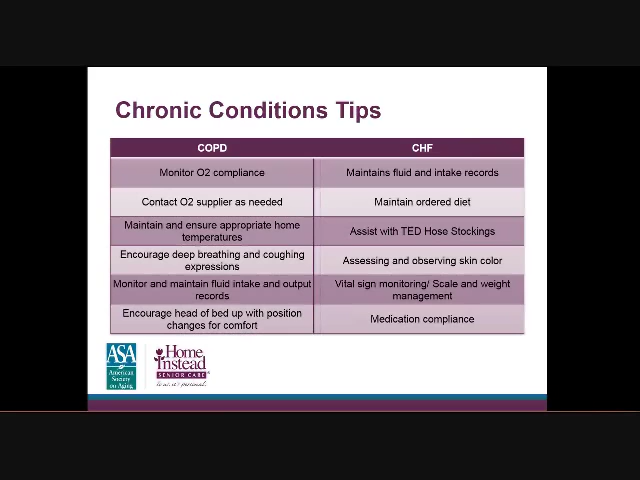 Chronic Conditions Tips
COPD
CHF
Monitor O2 compliance
Maintains fluid and intake records
Contact O2 supplier as needed
Maintain ordered diet
Maintain and ensure appropriate home
temperatures
Assist with TED Hose Stockings
Encourage deep breathing and coughing
expressions
Assessing and observing skin color
Monitor and maintain fluid intake and output
records
Vital sign monitoring/ Scale and weight
management
Encourage head of bed up with position
changes for comfort
Medication compliance
ASA
American
Society
on Aging
Home
Instead
SENIOR CARE
to us, it's personal.